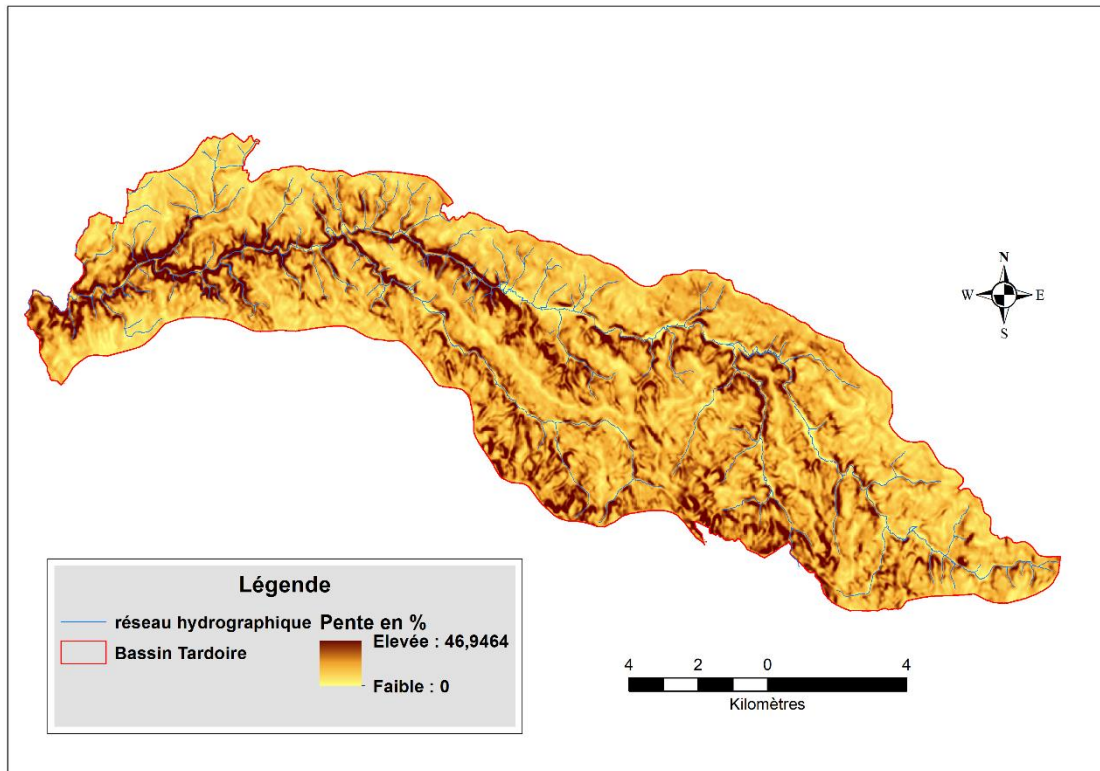 N
W E
S
Légende
réseau hydrographique
Bassin Tardoire
Pente en %
Elevée : 46,9464
Faible : 0
4 2 0 4
Kilomètres